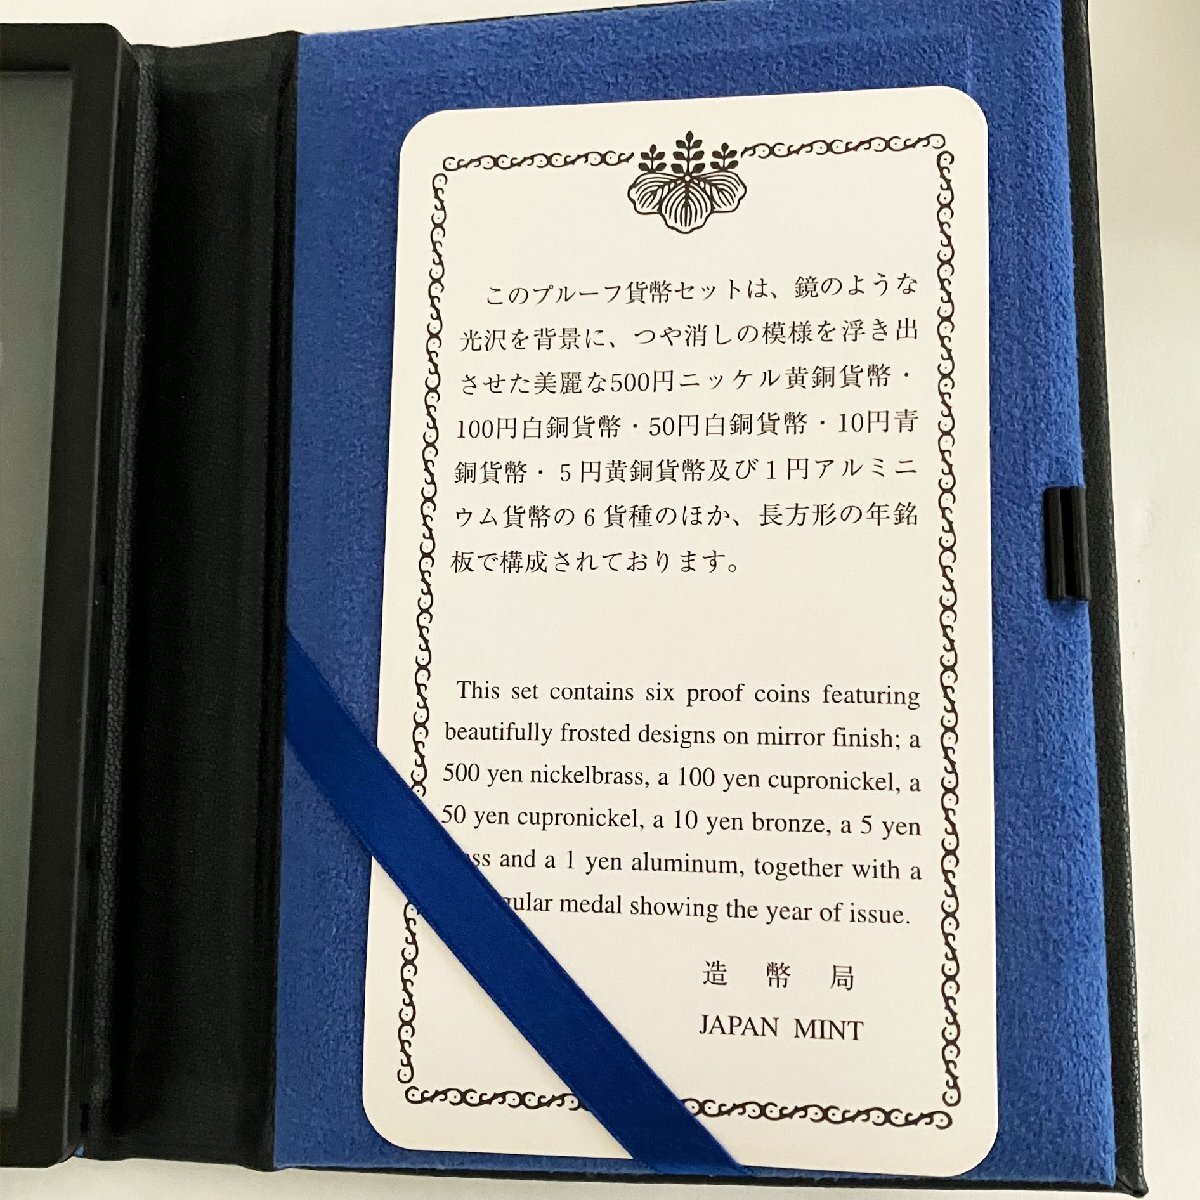 このプルーフ貨幣セットは、鏡のような
光沢を背景に、つや消しの模様を浮き出
させた美麗な500円ニッケル黄銅貨幣・
100円白銅貨幣・50円白銅貨幣・10円青
銅貨幣・5円黄銅貨幣及び1円アルミニ
ウム貨幣の6貨種のほか、長方形の年銘
板で構成されております。
This set contains six proof coins featuring
beautifully frosted designs on mirror finish; a
500 yen nickelbrass, a 100 yen cupronickel, a
50 yen cupronickel, a 10 yen bronze, a 5 yen
and a 1 yen aluminum, together with a
medal showing the year of issue.
造幣局
JAPAN MINT